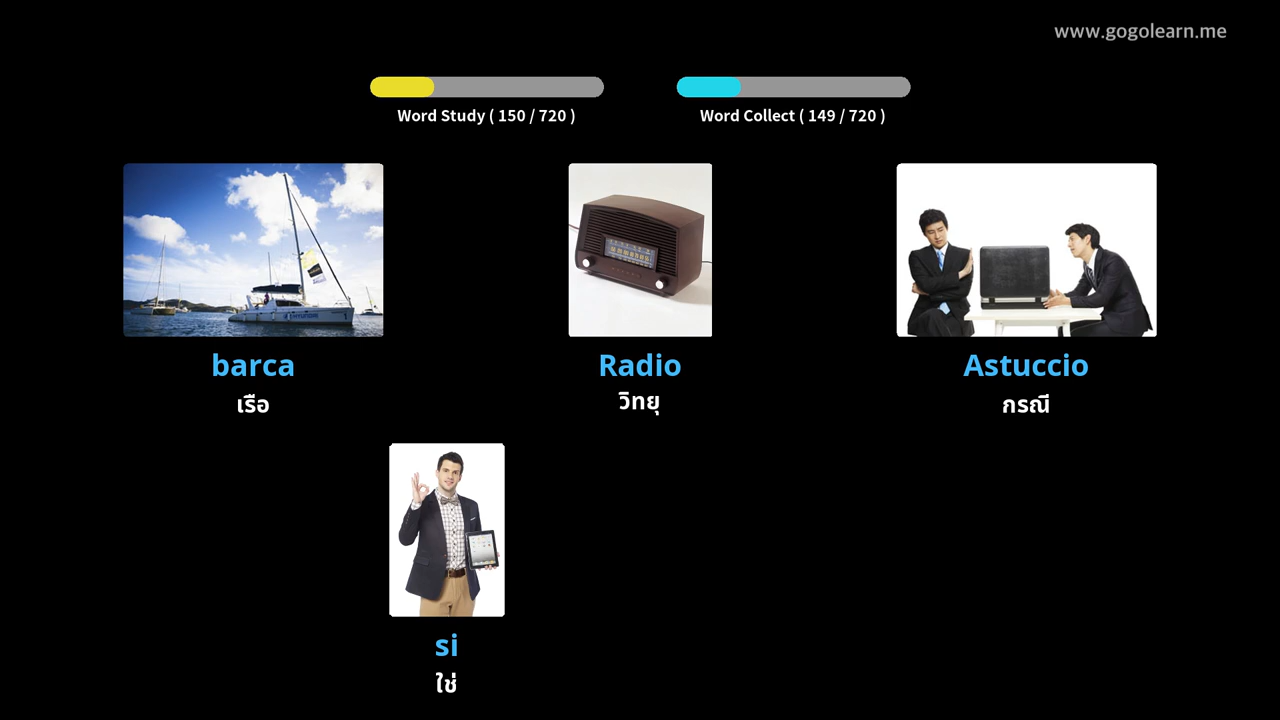 www.gogolearn.me
Word Study ( 150 / 720 )
Word Collect ( 149 / 720 )
barca
Radio
Astuccio
เรือ
วิทยุ
กรณี
si
ใช่